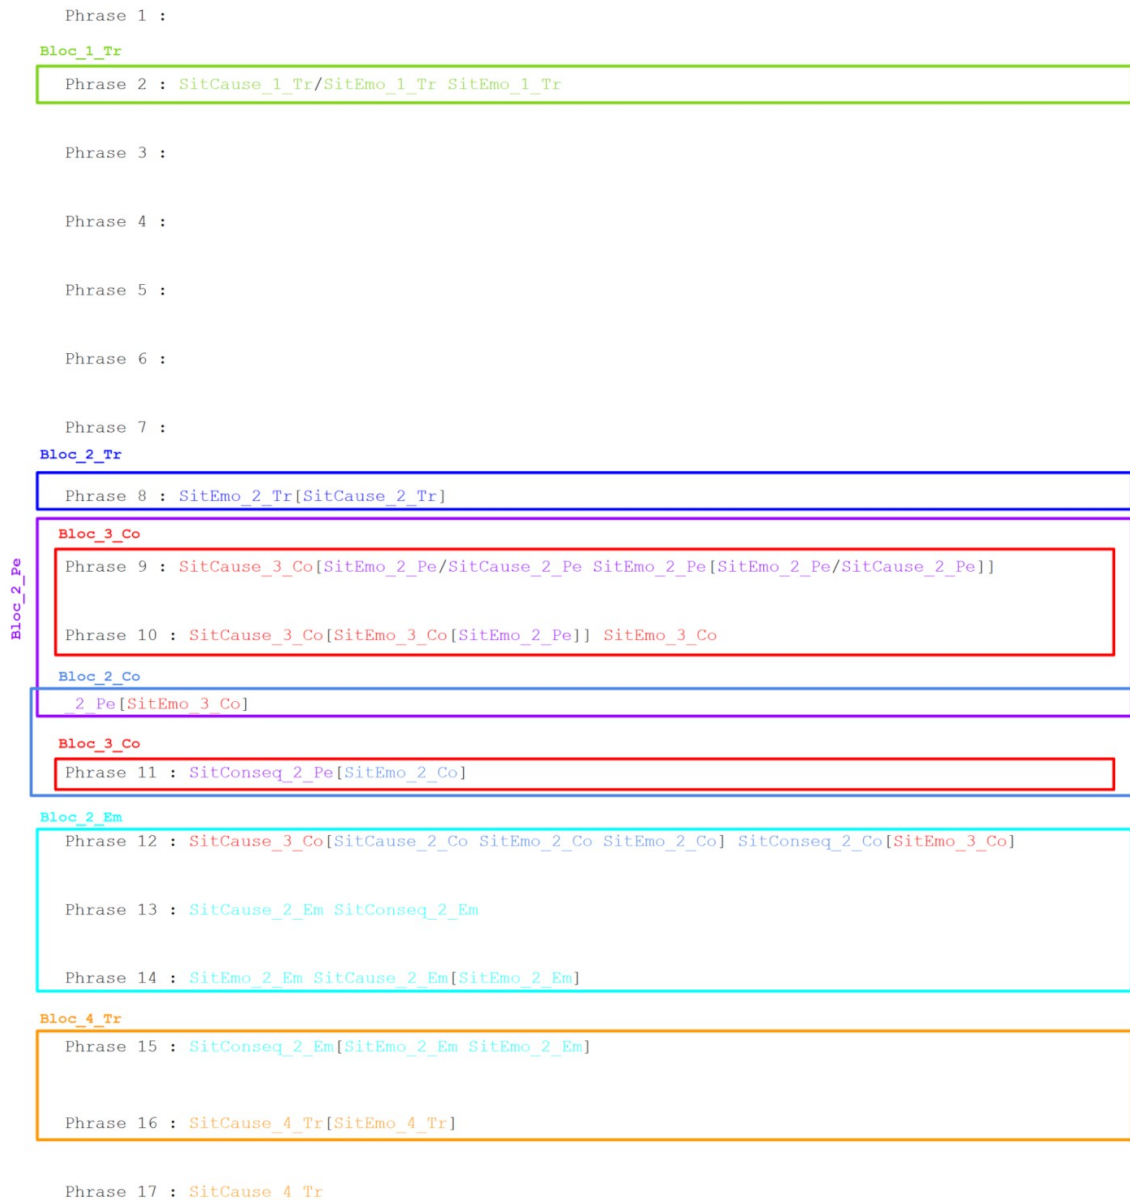 Phrase 1 :
Bloc_1_Tr
Phrase 2 : SitCause_1_Tr/SitEmo_1_Tr SitEmo_1_Tr
Phrase 3 :
Phrase 4 :
Phrase 5 :
Phrase 6 :
Phrase 7 :
Bloc_2_Tr
Phrase 8 : SitEmo_2_Tr[SitCause_2_Tr]
Bloc_2_Pe
Bloc_3_Co
Phrase 9 : SitCause_3_Co[SitEmo_2_Pe/SitCause_2_Pe SitEmo_2_Pe[SitEmo_2_Pe/SitCause_2_Pe]]
Phrase 10 : SitCause_3_Co[SitEmo_3_Co[SitEmo_2_Pe]] SitEmo_3_Co
Bloc_2_Co
_2_Pe[SitEmo_3_Co]
Bloc_3_Co
Phrase 11 : SitConseq_2_Pe[SitEmo_2_Co]
Bloc_2_Em
Phrase 12 : SitCause_3_Co[SitCause_2_Co SitEmo_2_Co SitEmo_2_Co] SitConseq_2_Co[SitEmo_3_Co]
Phrase 13 : SitCause_2_Em SitConseq_2_Em
Phrase 14 : SitEmo_2_Em SitCause_2_Em[SitEmo_2_Em]
Bloc_4_Tr
Phrase 15 : SitConseq_2_Em[SitEmo_2_Em SitEmo_2_Em]
Phrase 16 : SitCause_4_Tr[SitEmo_4_Tr]
Phrase 17 : SitCause_4_Tr